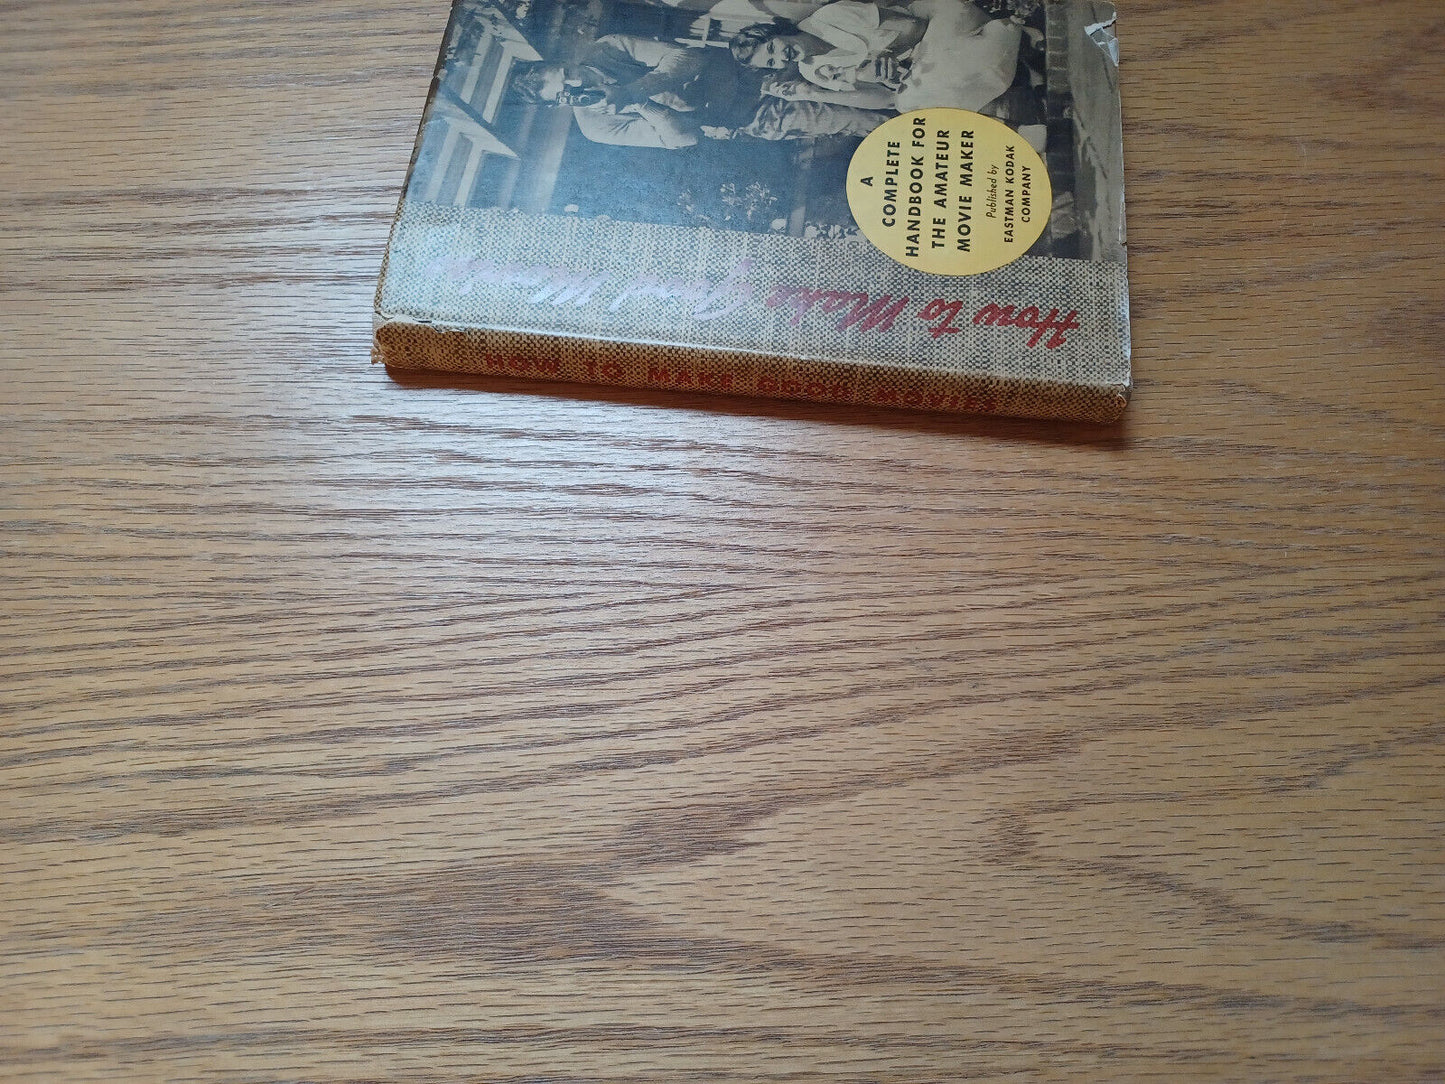 A
COMPLETE
HANDBOOK FOR
THE AMATEUR
MOVIE MAKER
Published by
EASTMAN KODAK
COMPANY
How to Make Good Movies
HOW TO MAKE GOOD MOVIES